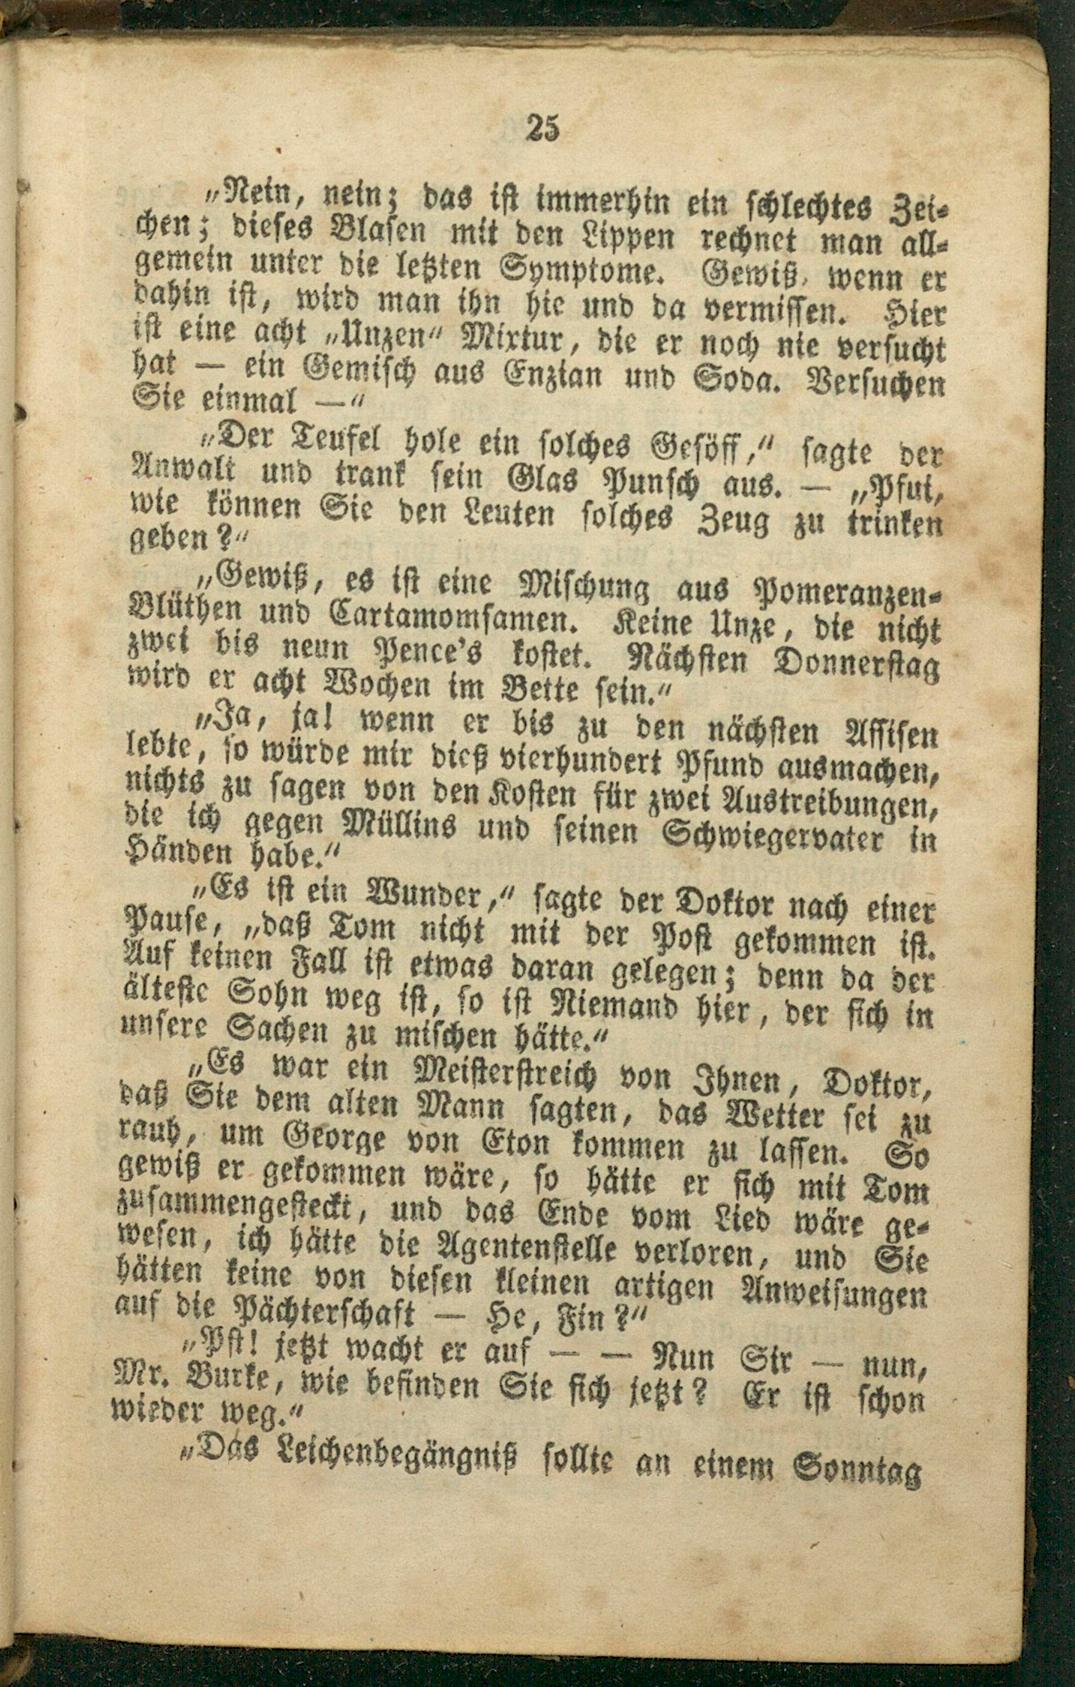 25
„Nein, nein; das ist immerhin ein schlechtes Zei-
chen; dieses Blasen mit den Lippen rechnet man all-
gemein unter die letzten Symptome. Gewiß, wenn er
dahin ist, wird man ihn hie und da vermissen. Hier
ist eine acht „Unzen“ Mixtur, die er noch nie versucht
hat — ein Gemisch aus Enzian und Soda. Versuchen
Sie einmal —“
„Der Teufel hole ein solches Gesöff,“ sagte der
Anwalt und trank sein Glas Punsch aus. — „Pfui,
wie können Sie den Leuten solches Zeug zu trinken
geben?“
„Gewiß, es ist eine Mischung aus Pomeranzen-
Blüthen und Cartamomsamen. Keine Unze, die nicht
zwei bis neun Pence's kostet. Nächsten Donnerstag
wird er acht Wochen im Bette sein.“
„Ja, ja! wenn er bis zu den nächsten Assisen
lebte, so würde mir dieß vierhundert Pfund ausmachen,
nichts zu sagen von den Kosten für zwei Austreibungen,
die ich gegen Müllins und seinen Schwiegervater in
Händen habe.“
„Es ist ein Wunder,“ sagte der Doktor nach einer
Pause, „daß Tom nicht mit der Post gekommen ist.
Auf keinen Fall ist etwas daran gelegen; denn da der
älteste Sohn weg ist, so ist Niemand hier, der sich in
unsere Sachen zu mischen hätte.“
„Es war ein Meisterstreich von Ihnen, Doktor,
daß Sie dem alten Mann sagten, das Wetter sei zu
rauh, um George von Eton kommen zu lassen. So
gewiß er gekommen wäre, so hätte er sich mit Tom
zusammengesteckt, und das Ende vom Lied wäre ge-
wesen, ich hätte die Agentenstelle verloren, und Sie
hätten keine von diesen kleinen artigen Anweisungen
auf die Pächterschaft — He, Fin?“
„Pst! jetzt wacht er auf — — Nun Sir — nun,
Mr. Burke, wie befinden Sie sich jetzt? Er ist schon
wieder weg.“
„Das Leichenbegängniß sollte an einem Sonntag